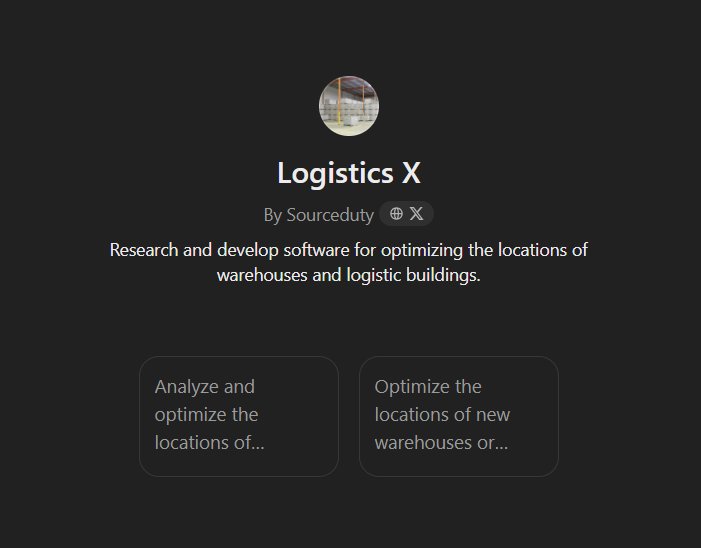 Logistics X
By Sourceduty
Research and develop software for optimizing the locations of
warehouses and logistic buildings.
Analyze and
optimize the
locations of...
Optimize the
locations of new
warehouses or...